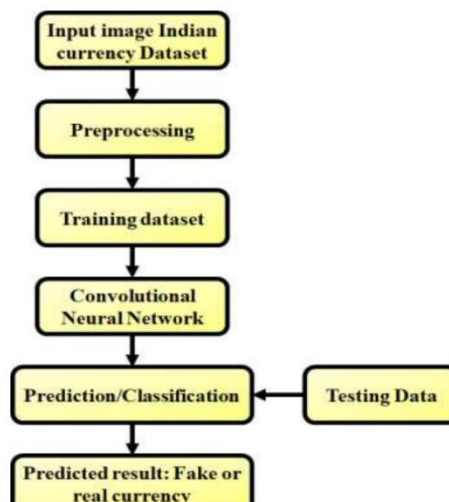 Input image Indian
currency Dataset
Preprocessing
Training dataset
Convolutional
Neural Network
Prediction/Classification
Testing Data
Predicted result: Fake or
real currency